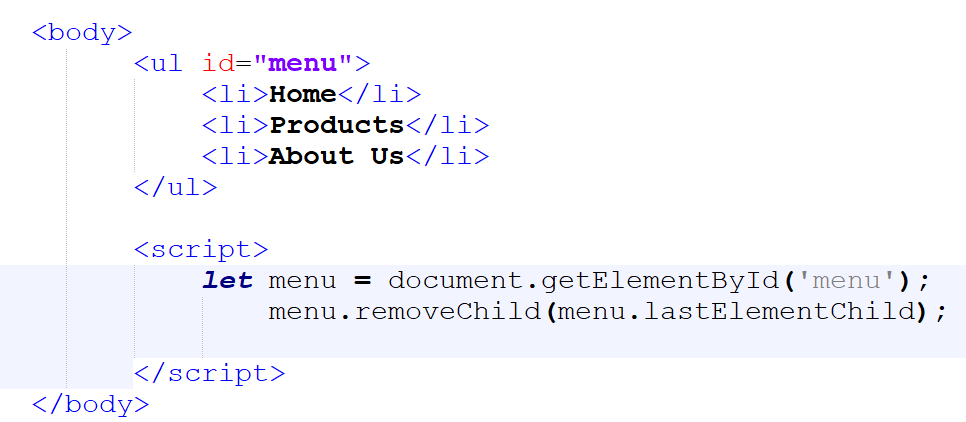 <body>
<ul id="menu">
<li>Home</li>
<li>Products</li>
<li>About Us</li>
</ul>
<script>
let menu = document.getElementById('menu');
menu.removeChild(menu.lastElementChild);
</script>
</body>